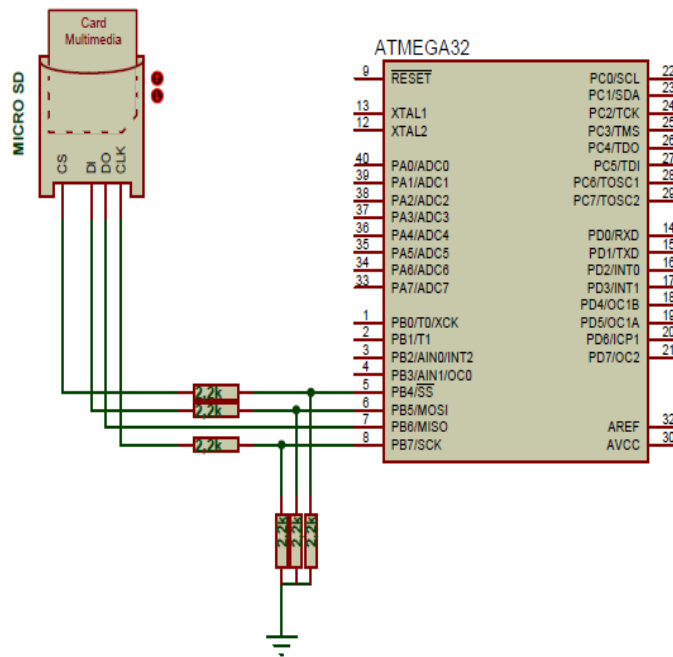 Card
Multimedia
MICRO SD
CS
DI
DO
CLK
ATMEGA32
9
RESET
13
XTAL1
12
XTAL2
40
PA0/ADC0
39
PA1/ADC1
38
PA2/ADC2
37
PA3/ADC3
36
PA4/ADC4
35
PA5/ADC5
34
PA6/ADC6
33
PA7/ADC7
1
PB0/T0/XCK
2
PB1/T1
3
PB2/AIN0/INT2
4
PB3/AIN1/OC0
5
PB4/SS
6
PB5/MOSI
7
PB6/MISO
8
PB7/SCK
PC0/SCL
22
PC1/SDA
23
PC2/TCK
24
PC3/TMS
25
PC4/TDO
26
PC5/TDI
27
PC6/TOSC1
28
PC7/TOSC2
29
PD0/RXD
14
PD1/TXD
15
PD2/INT0
16
PD3/INT1
17
PD4/OC1B
18
PD5/OC1A
19
PD6/ICP1
20
PD7/OC2
21
AREF
32
AVCC
30
2,2k
2,2k
2,2k
2,2k
2,2k
2,2k